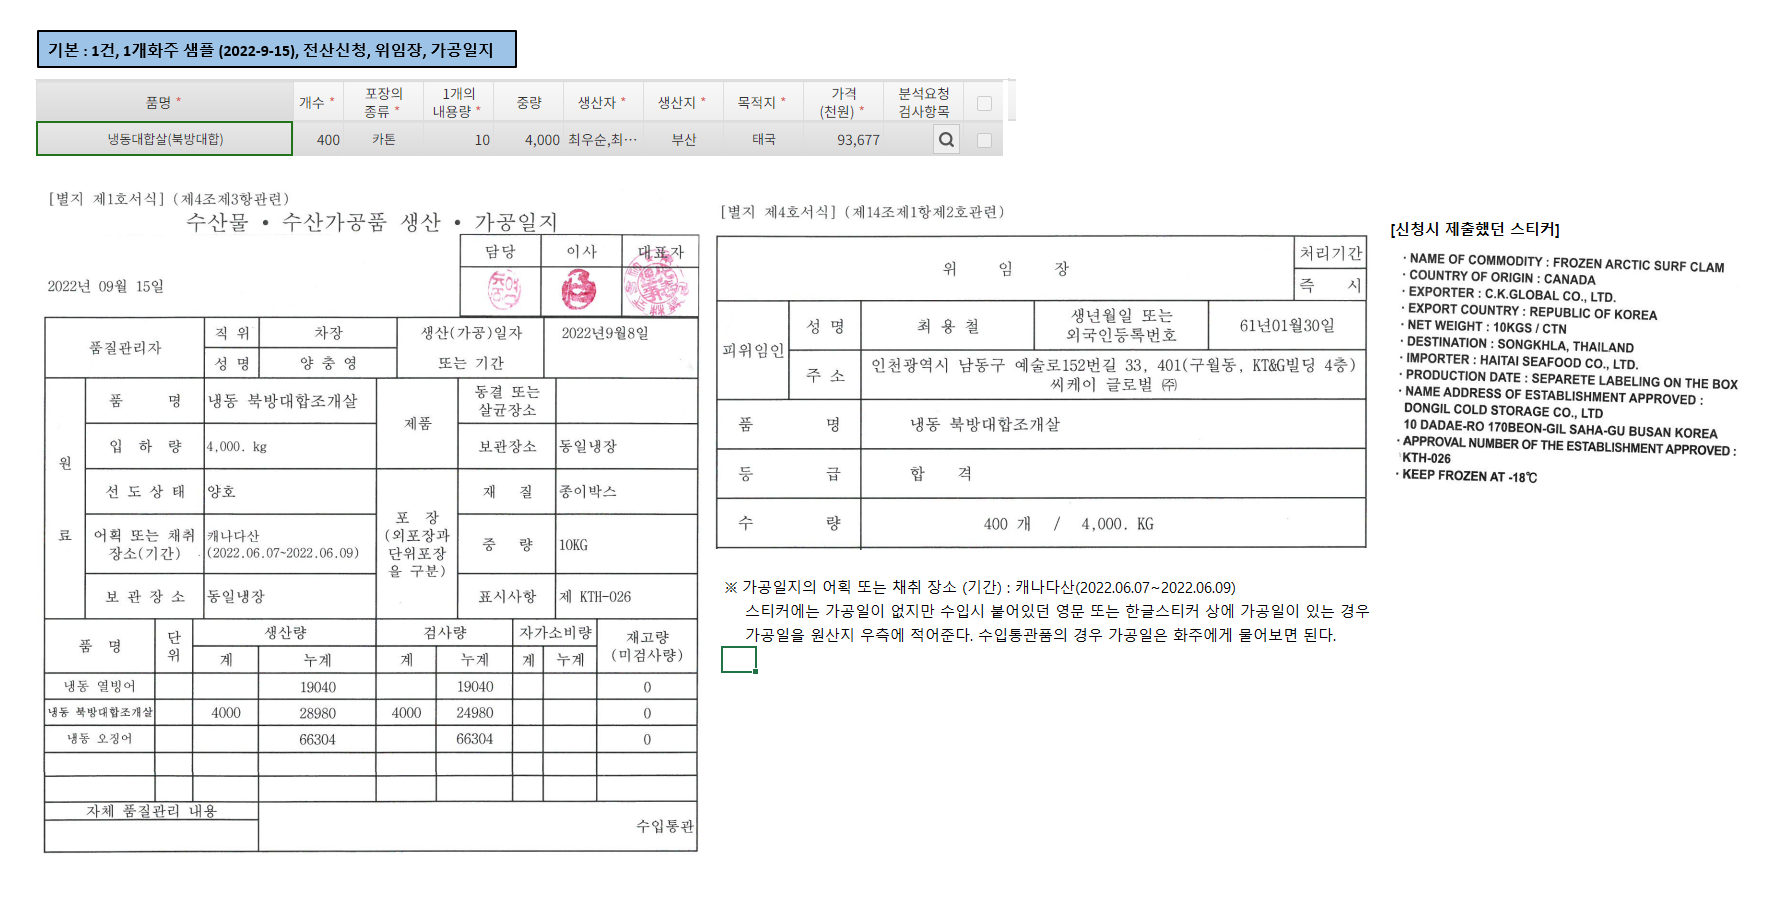 기본 : 1건, 1개화주 샘플 (2022-9-15), 전산신청, 위임장, 가공일지
품명 * 개수 * 포장의 종류 * 1개의 내용량 * 중량 생산자 * 생산지 * 목적지 * 가격 (천원) * 분석요청 검사항목
냉동대합살(북방대합) 400 카톤 10 4,000 최우순,최… 부산 태국 93,677
[별지 제1호서식] (제4조제3항관련)
수산물 • 수산가공품 생산 • 가공일지
담당 이사 대표자
2022년 09월 15일
품질관리자 직 위 차장 생산(가공)일자 또는 기간 2022년9월8일
성 명 양 충 영
원 료
품 명 냉동 북방대합조개살 제품 동결 또는 살균장소
입 하 량 4,000. kg 보관장소 동일냉장
선 도 상 태 양호 포 장 (외포장과 단위포장 을 구분) 재 질 종이박스
어획 또는 채취 장소(기간) 캐나다산 (2022.06.07~2022.06.09) 중 량 10KG
보 관 장 소 동일냉장 표시사항 제 KTH-026
품 명 단 위 생산량 검사량 자가소비량 재고량 (미검사량)
계 누계 계 누계 계 누계
냉동 열빙어 19040 19040 0
냉동 북방대합조개살 4000 28980 4000 24980 0
냉동 오징어 66304 66304 0
자체 품질관리 내용
수입통관
[별지 제4호서식] (제14조제1항제2호관련)
위 임 장 처리기간
즉 시
피위임인 성 명 최 용 철 생년월일 또는 외국인등록번호 61년01월30일
주 소 인천광역시 남동구 예술로152번길 33, 401(구월동, KT&G빌딩 4층)
씨케이 글로벌 ㈜
품 명 냉동 북방대합조개살
등 급 합 격
수 량 400 개 / 4,000. KG
※ 가공일지의 어획 또는 채취 장소 (기간) : 캐나다산(2022.06.07~2022.06.09)
스티커에는 가공일이 없지만 수입시 붙어있던 영문 또는 한글스티커 상에 가공일이 있는 경우
가공일을 원산지 우측에 적어준다. 수입통관품의 경우 가공일은 화주에게 물어보면 된다.
[신청시 제출했던 스티커]
· NAME OF COMMODITY : FROZEN ARCTIC SURF CLAM
· COUNTRY OF ORIGIN : CANADA
· EXPORTER : C.K.GLOBAL CO., LTD.
· EXPORT COUNTRY : REPUBLIC OF KOREA
· NET WEIGHT : 10KGS / CTN
· DESTINATION : SONGKHLA, THAILAND
· IMPORTER : HAITAI SEAFOOD CO., LTD.
· PRODUCTION DATE : SEPARETE LABELING ON THE BOX
· NAME ADDRESS OF ESTABLISHMENT APPROVED :
DONGIL COLD STORAGE CO., LTD
10 DADAE-RO 170BEON-GIL SAHA-GU BUSAN KOREA
· APPROVAL NUMBER OF THE ESTABLISHMENT APPROVED :
KTH-026
· KEEP FROZEN AT -18℃